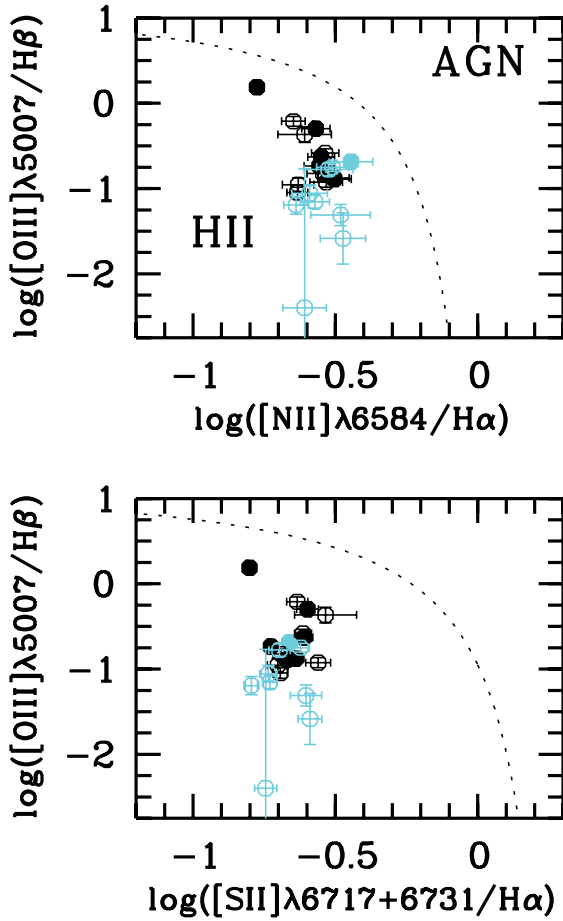 1
AGN
0
−1
HII
−2
log([OIII]λ5007/Hβ)
−1 −0.5 0
log([NII]λ6584/Hα)
1
0
−1
−2
log([OIII]λ5007/Hβ)
−1 −0.5 0
log([SII]λ6717+6731/Hα)